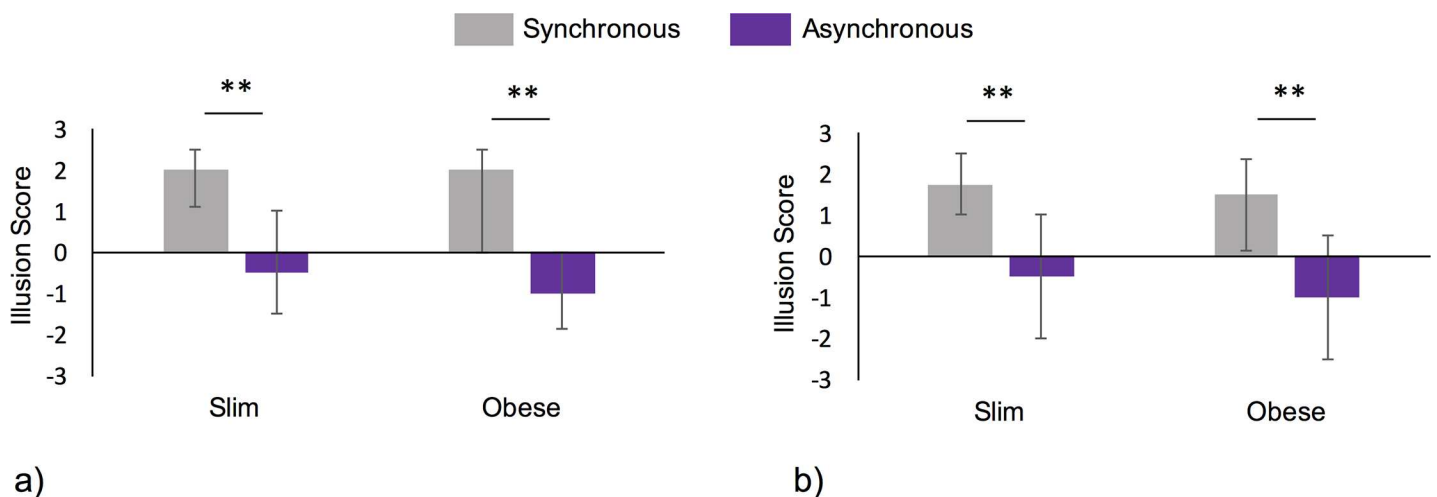 Synchronous Asynchronous
**
**
3
2
1
0
-1
-2
-3
Illusion Score
Slim Obese
a)
**
**
3
2
1
0
-1
-2
-3
Illusion Score
Slim Obese
b)